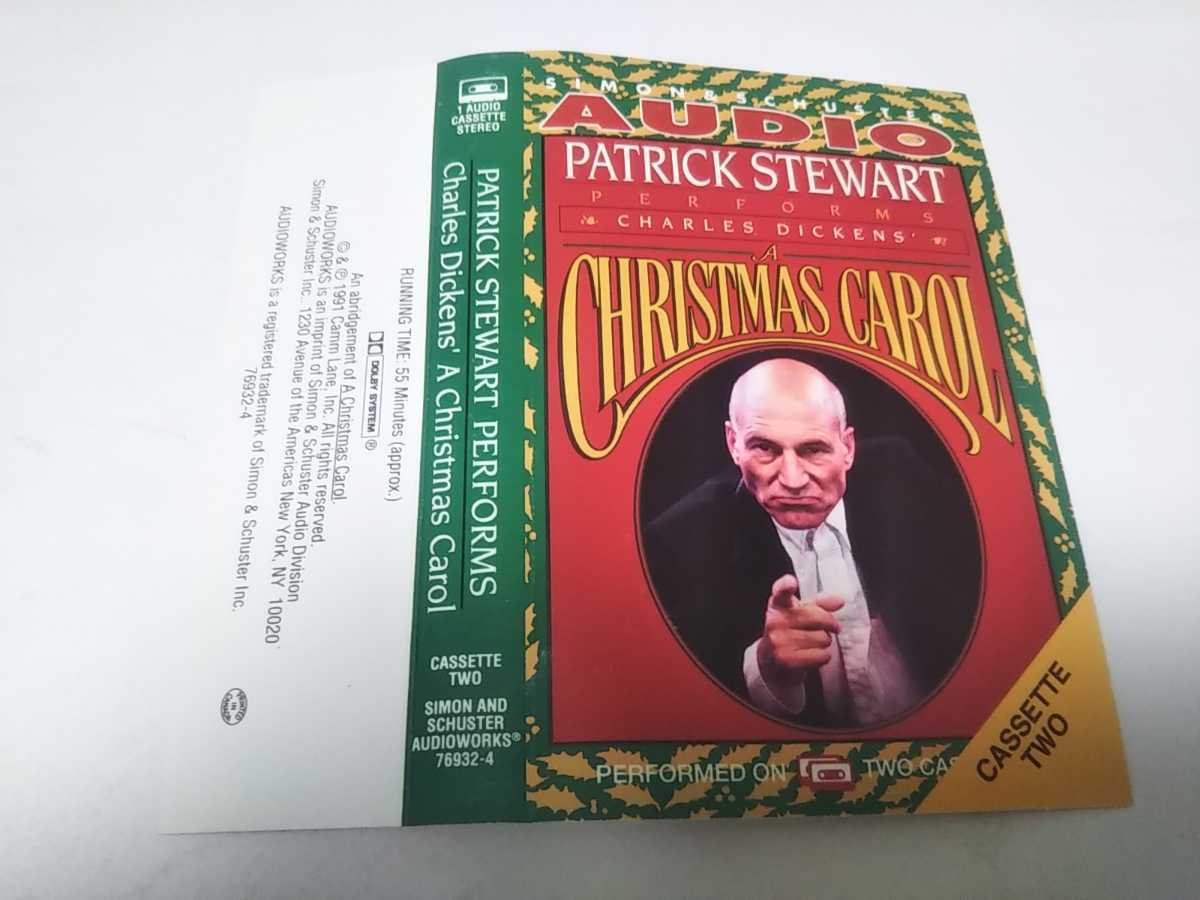 RUNNING TIME: 55 Minutes (approx.)
DOLBY SYSTEM ®
An abridgement of A Christmas Carol.
© & ℗ 1991 Camm Lane, Inc. All rights reserved.
AUDIOWORKS is an imprint of Simon & Schuster Audio Division
Simon & Schuster Inc., 1230 Avenue of the Americas New York, NY 10020
AUDIOWORKS is a registered trademark of Simon & Schuster Inc.
76932-4
PRINTED
IN
CANADA
1 AUDIO
CASSETTE
STEREO
PATRICK STEWART PERFORMS
Charles Dickens' A Christmas Carol
CASSETTE
TWO
SIMON AND
SCHUSTER
AUDIOWORKS®
76932-4
SIMON & SCHUSTER
AUDIO
PATRICK STEWART
PERFORMS
CHARLES DICKENS'
A
CHRISTMAS CAROL
PERFORMED ON TWO CAS
CASSETTE
TWO